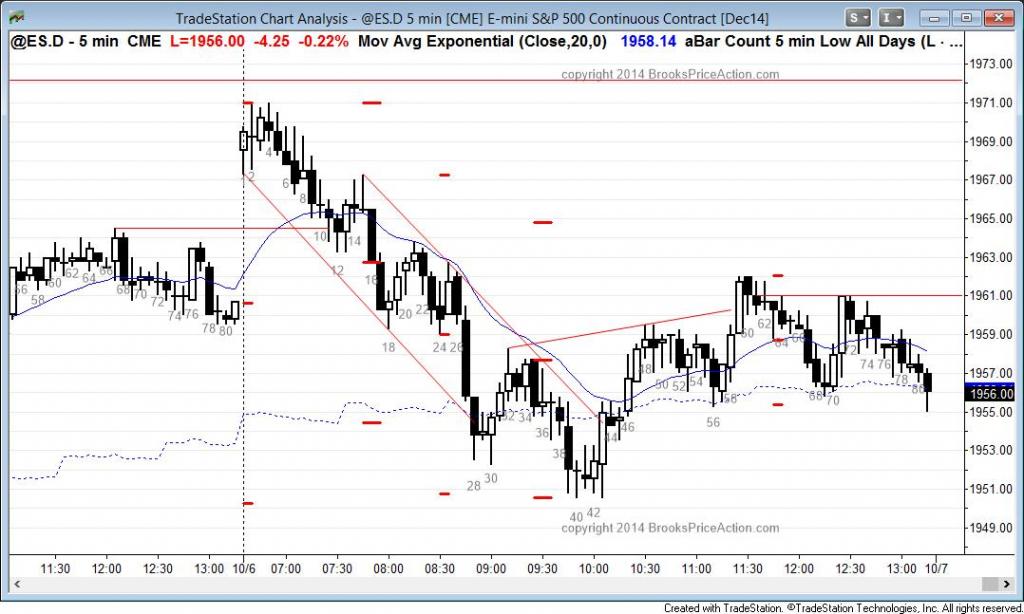 TradeStation Chart Analysis - @ES.D 5 min [CME] E-mini S&P 500 Continuous Contract [Dec14]
S I
@ES.D - 5 min CME L=1956.00 -4.25 -0.22% Mov Avg Exponential (Close,20,0) 1958.14 aBar Count 5 min Low All Days (L · ...
1973.00
copyright 2014 BrooksPriceAction.com
1971.00
1969.00
4
2
6
1967.00
8
1965.00
10 14
62 64 66
12
1963.00
56 58 60 68 70 72 16
1961.00
74 76 20 22 60 62
78 80
1959.00
18 24 26 48 64 66 72
74 76
1957.00
50 52 54 78 80
58 68 70
1956.00
1955.00
32 34 36 44 46 56
1953.00
38
28 30
1951.00
40 42
1949.00
copyright 2014 BrooksPriceAction.com
11:30 12:00 12:30 13:00 10/6 07:00 07:30 08:00 08:30 09:00 09:30 10:00 10:30 11:00 11:30 12:00 12:30 13:00 10/7
Created with TradeStation. ©TradeStation Technologies, Inc. All rights reserved.